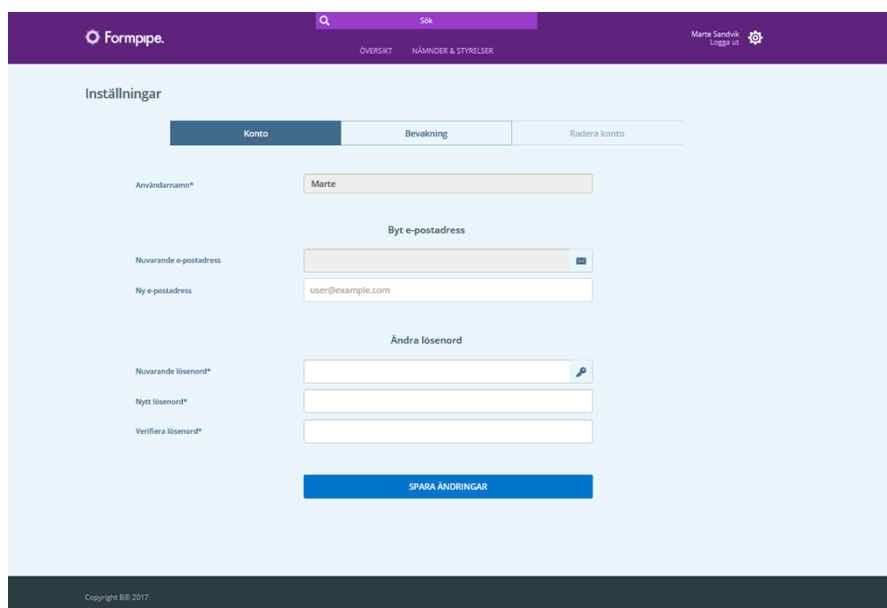 Sök
Formpipe.
Marte Sandvik
Logga ut
ÖVERSIKT NÄMNDER & STYRELSER
Inställningar
Konto Bevakning Radera konto
Användarnamn* Marte
Byt e-postadress
Nuvarande e-postadress
Ny e-postadress user@example.com
Ändra lösenord
Nuvarande lösenord*
Nytt lösenord*
Verifiera lösenord*
SPARA ÄNDRINGAR
Copyright B© 2017